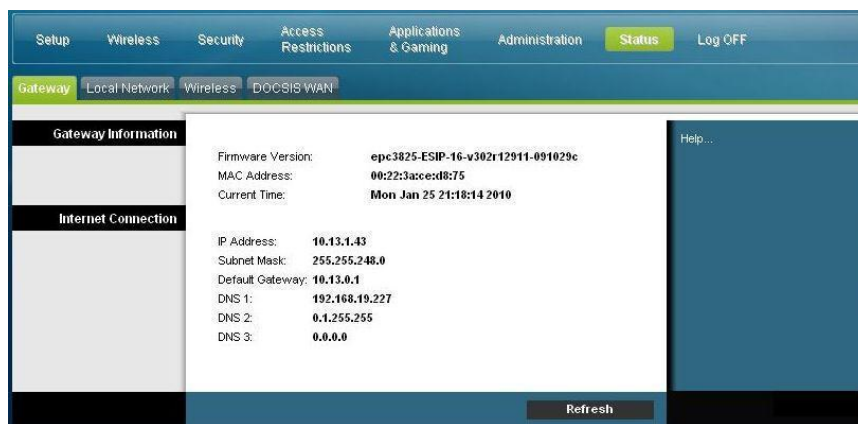 Setup Wireless Security Access Restrictions Applications & Gaming Administration Status Log OFF
Gateway Local Network Wireless DOCSIS WAN
Gateway Information
Help...
Firmware Version: epc3825-ESIP-16-v302r12911-091029c
MAC Address: 00:22:3a:ce:d8:75
Current Time: Mon Jan 25 21:18:14 2010
Internet Connection
IP Address: 10.13.1.43
Subnet Mask: 255.255.248.0
Default Gateway: 10.13.0.1
DNS 1: 192.168.19.227
DNS 2: 0.1.255.255
DNS 3: 0.0.0.0
Refresh